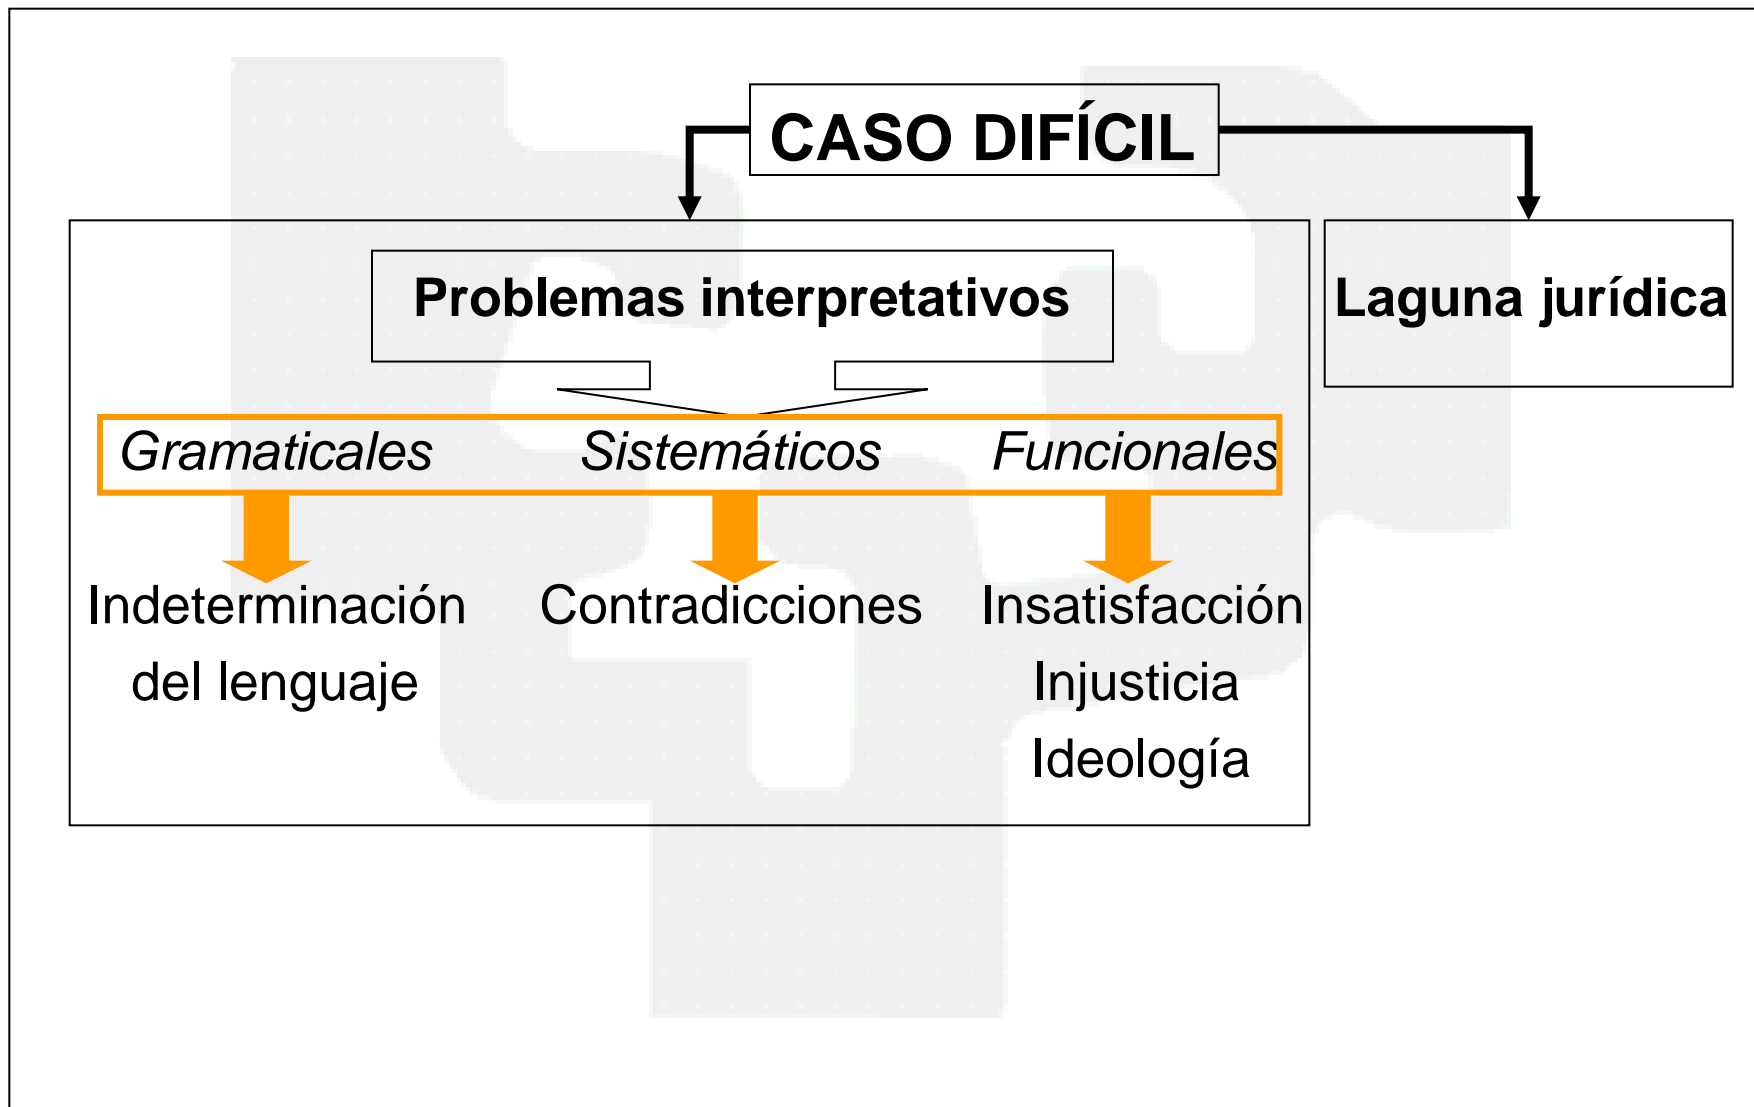 CASO DIFÍCIL
Problemas interpretativos
Laguna jurídica
Gramaticales Sistemáticos Funcionales
Indeterminación Contradicciones Insatisfacción
del lenguaje Injusticia
Ideología